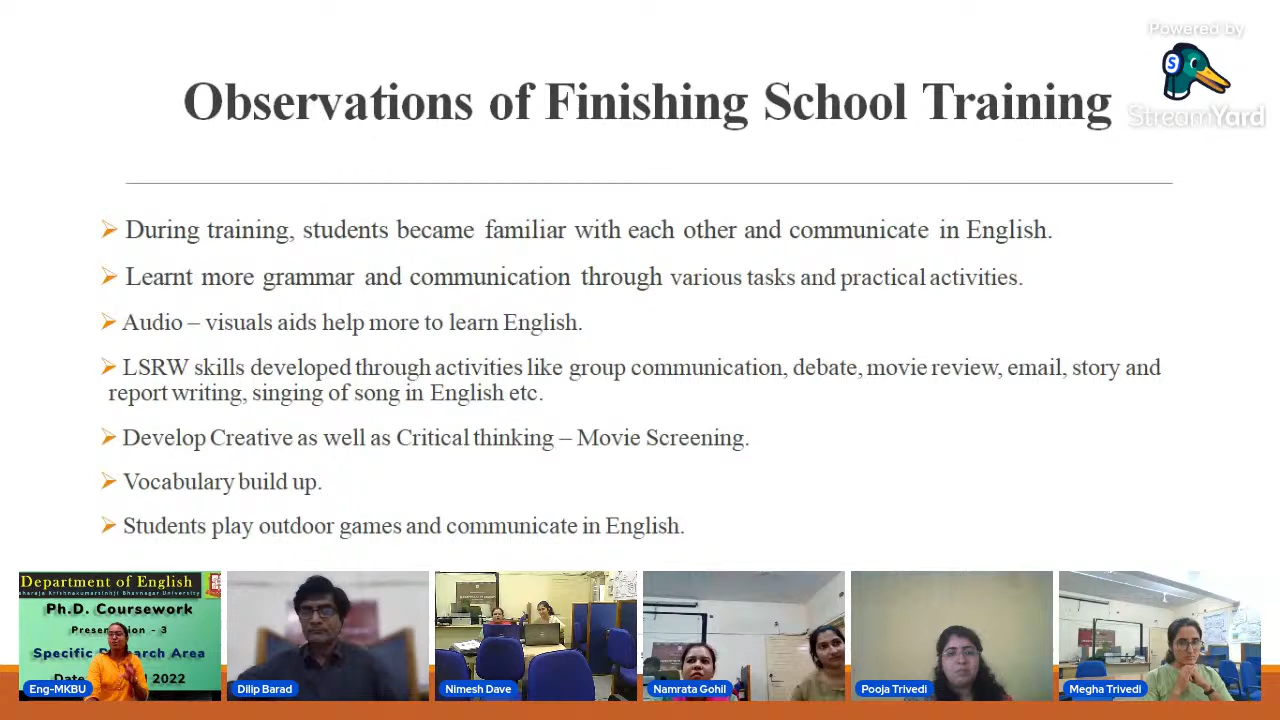 Powered by
StreamYard
Observations of Finishing School Training
During training, students became familiar with each other and communicate in English.
Learnt more grammar and communication through various tasks and practical activities.
Audio – visuals aids help more to learn English.
LSRW skills developed through activities like group communication, debate, movie review, email, story and
report writing, singing of song in English etc.
Develop Creative as well as Critical thinking – Movie Screening.
Vocabulary build up.
Students play outdoor games and communicate in English.
Department of English
Krishnakumarsinhji Bhavnagar University
Ph.D. Coursework
- 3
Specific Area
2022
Eng-MKBU
Dilip Barad
Nimesh Dave
Namrata Gohil
Pooja Trivedi
Megha Trivedi